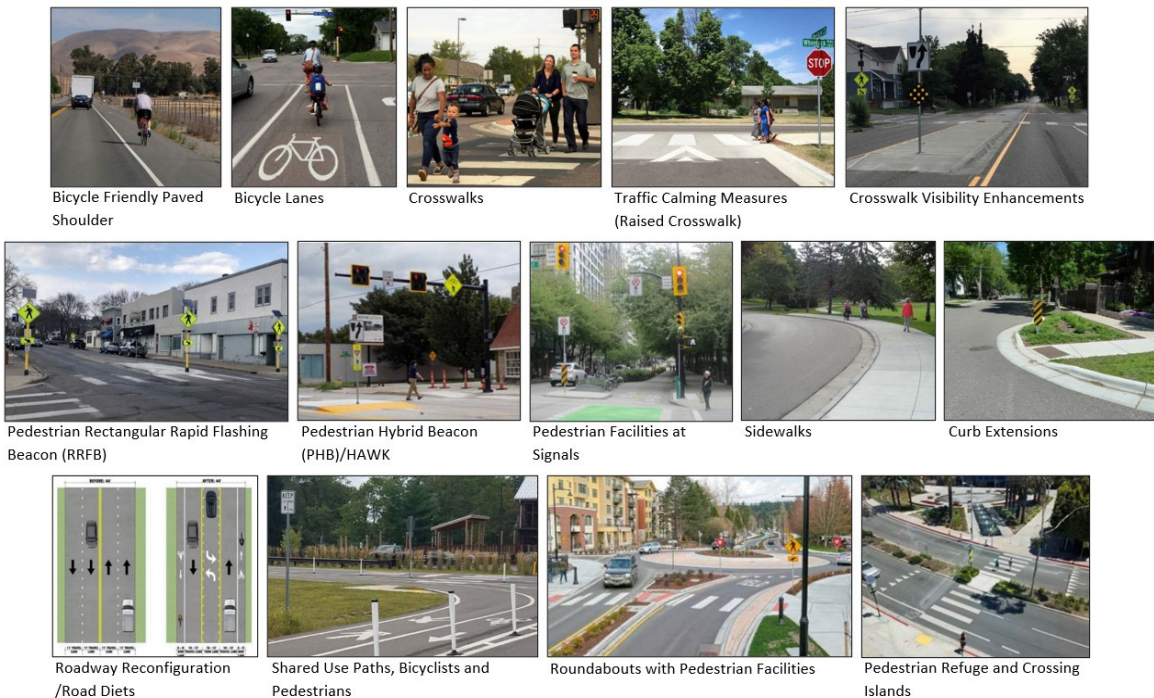 STOP
Bicycle Friendly Paved
Shoulder
Bicycle Lanes
Crosswalks
Traffic Calming Measures
(Raised Crosswalk)
Crosswalk Visibility Enhancements
Pedestrian Rectangular Rapid Flashing
Beacon (RRFB)
Pedestrian Hybrid Beacon
(PHB)/HAWK
Pedestrian Facilities at
Signals
Sidewalks
Curb Extensions
BEFORE:
AFTER:
KEEP
Roadway Reconfiguration
/Road Diets
Shared Use Paths, Bicyclists and
Pedestrians
Roundabouts with Pedestrian Facilities
Pedestrian Refuge and Crossing
Islands